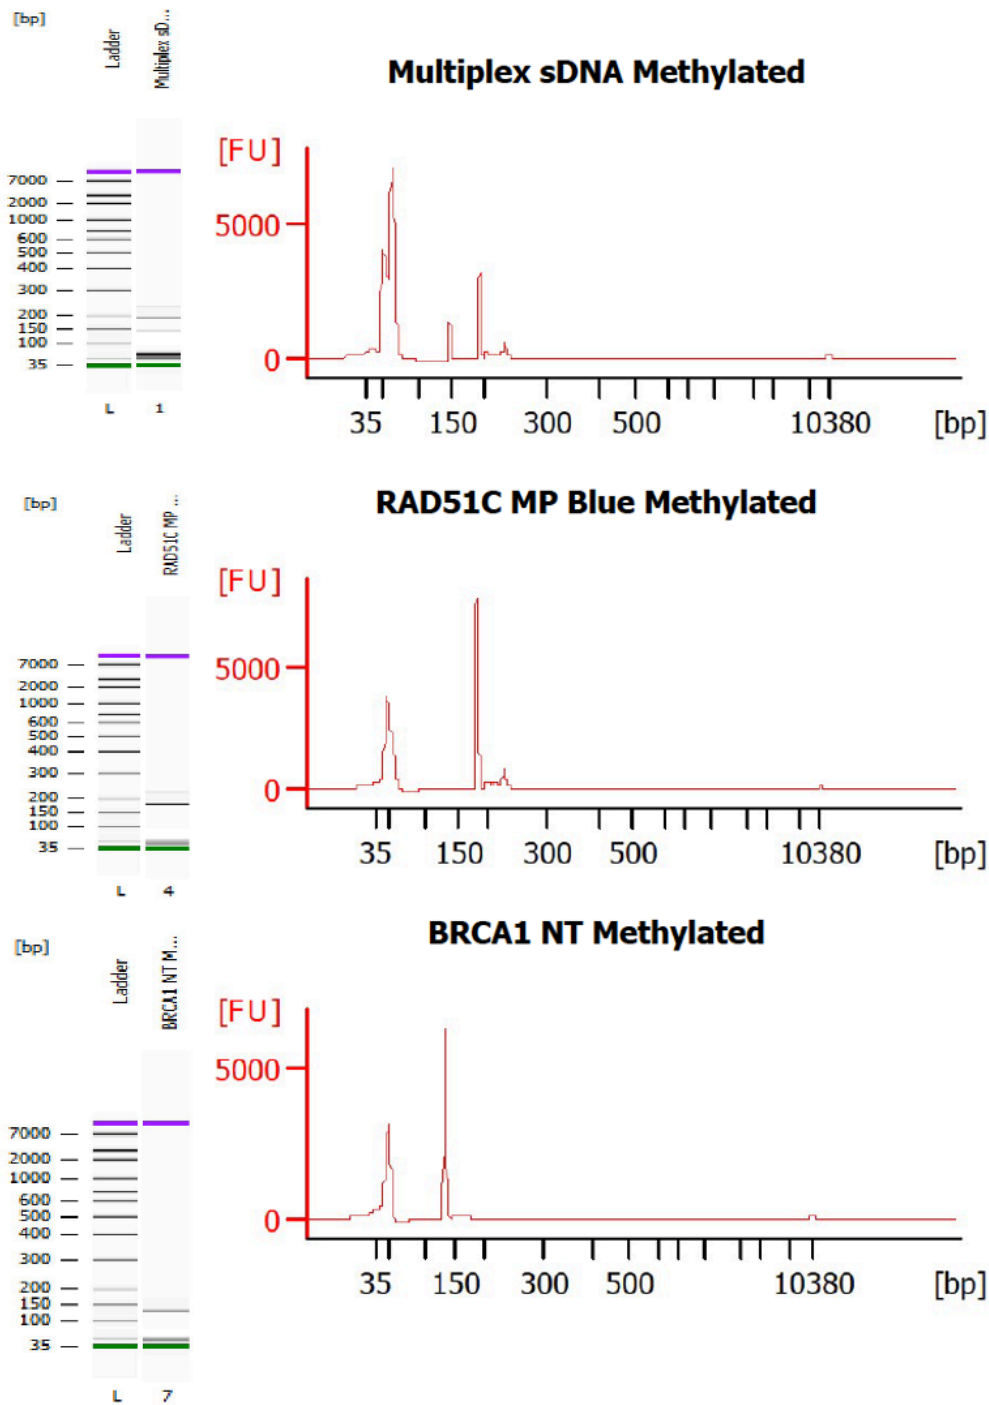 [bp]
Ladder
Multiplex sD...
7000
2000
1000
600
500
400
300
200
150
100
35
L 1
Multiplex sDNA Methylated
[FU]
5000
0
35 150 300 500 10380 [bp]
[bp]
Ladder
RAD51C MP ...
7000
2000
1000
600
500
400
300
200
150
100
35
L 4
RAD51C MP Blue Methylated
[FU]
5000
0
35 150 300 500 10380 [bp]
[bp]
Ladder
BRCA1 NT M...
7000
2000
1000
600
500
400
300
200
150
100
35
L 7
BRCA1 NT Methylated
[FU]
5000
0
35 150 300 500 10380 [bp]